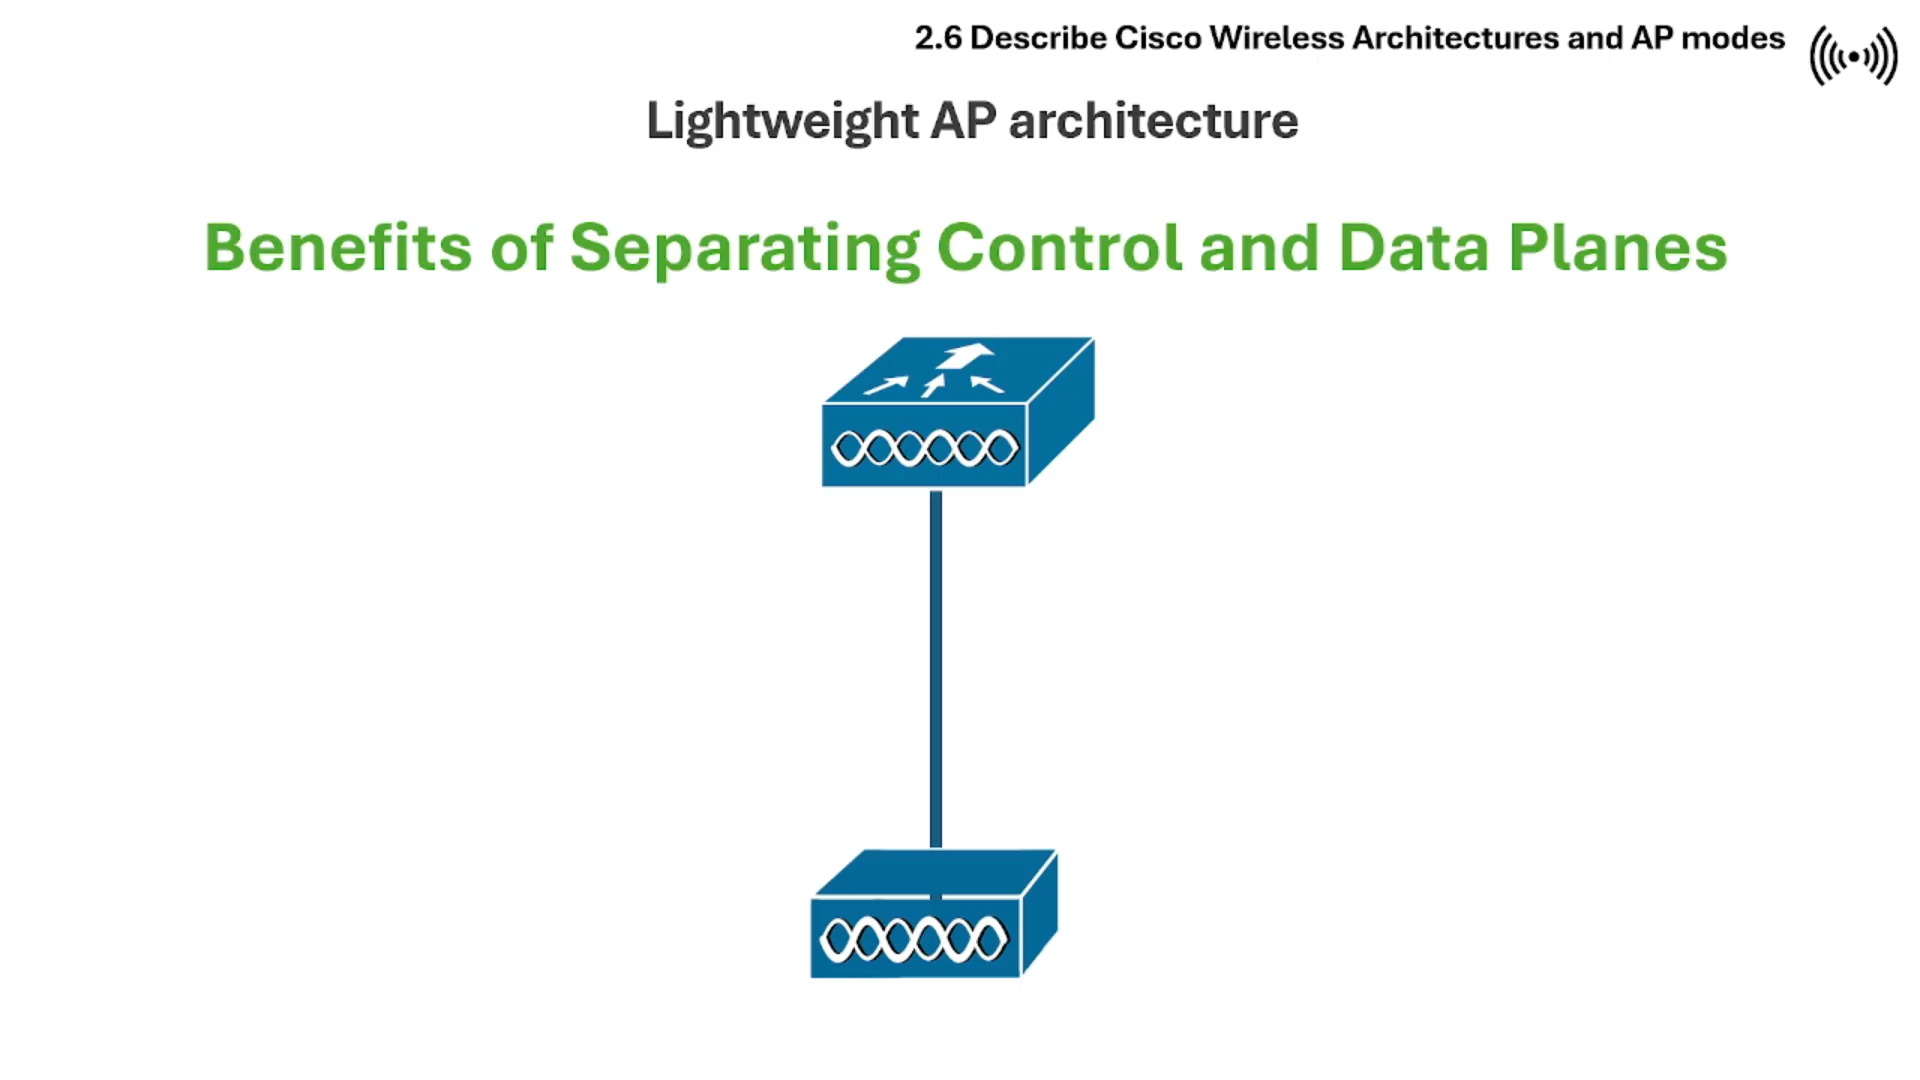 2.6 Describe Cisco Wireless Architectures and AP modes
Lightweight AP architecture
Benefits of Separating Control and Data Planes